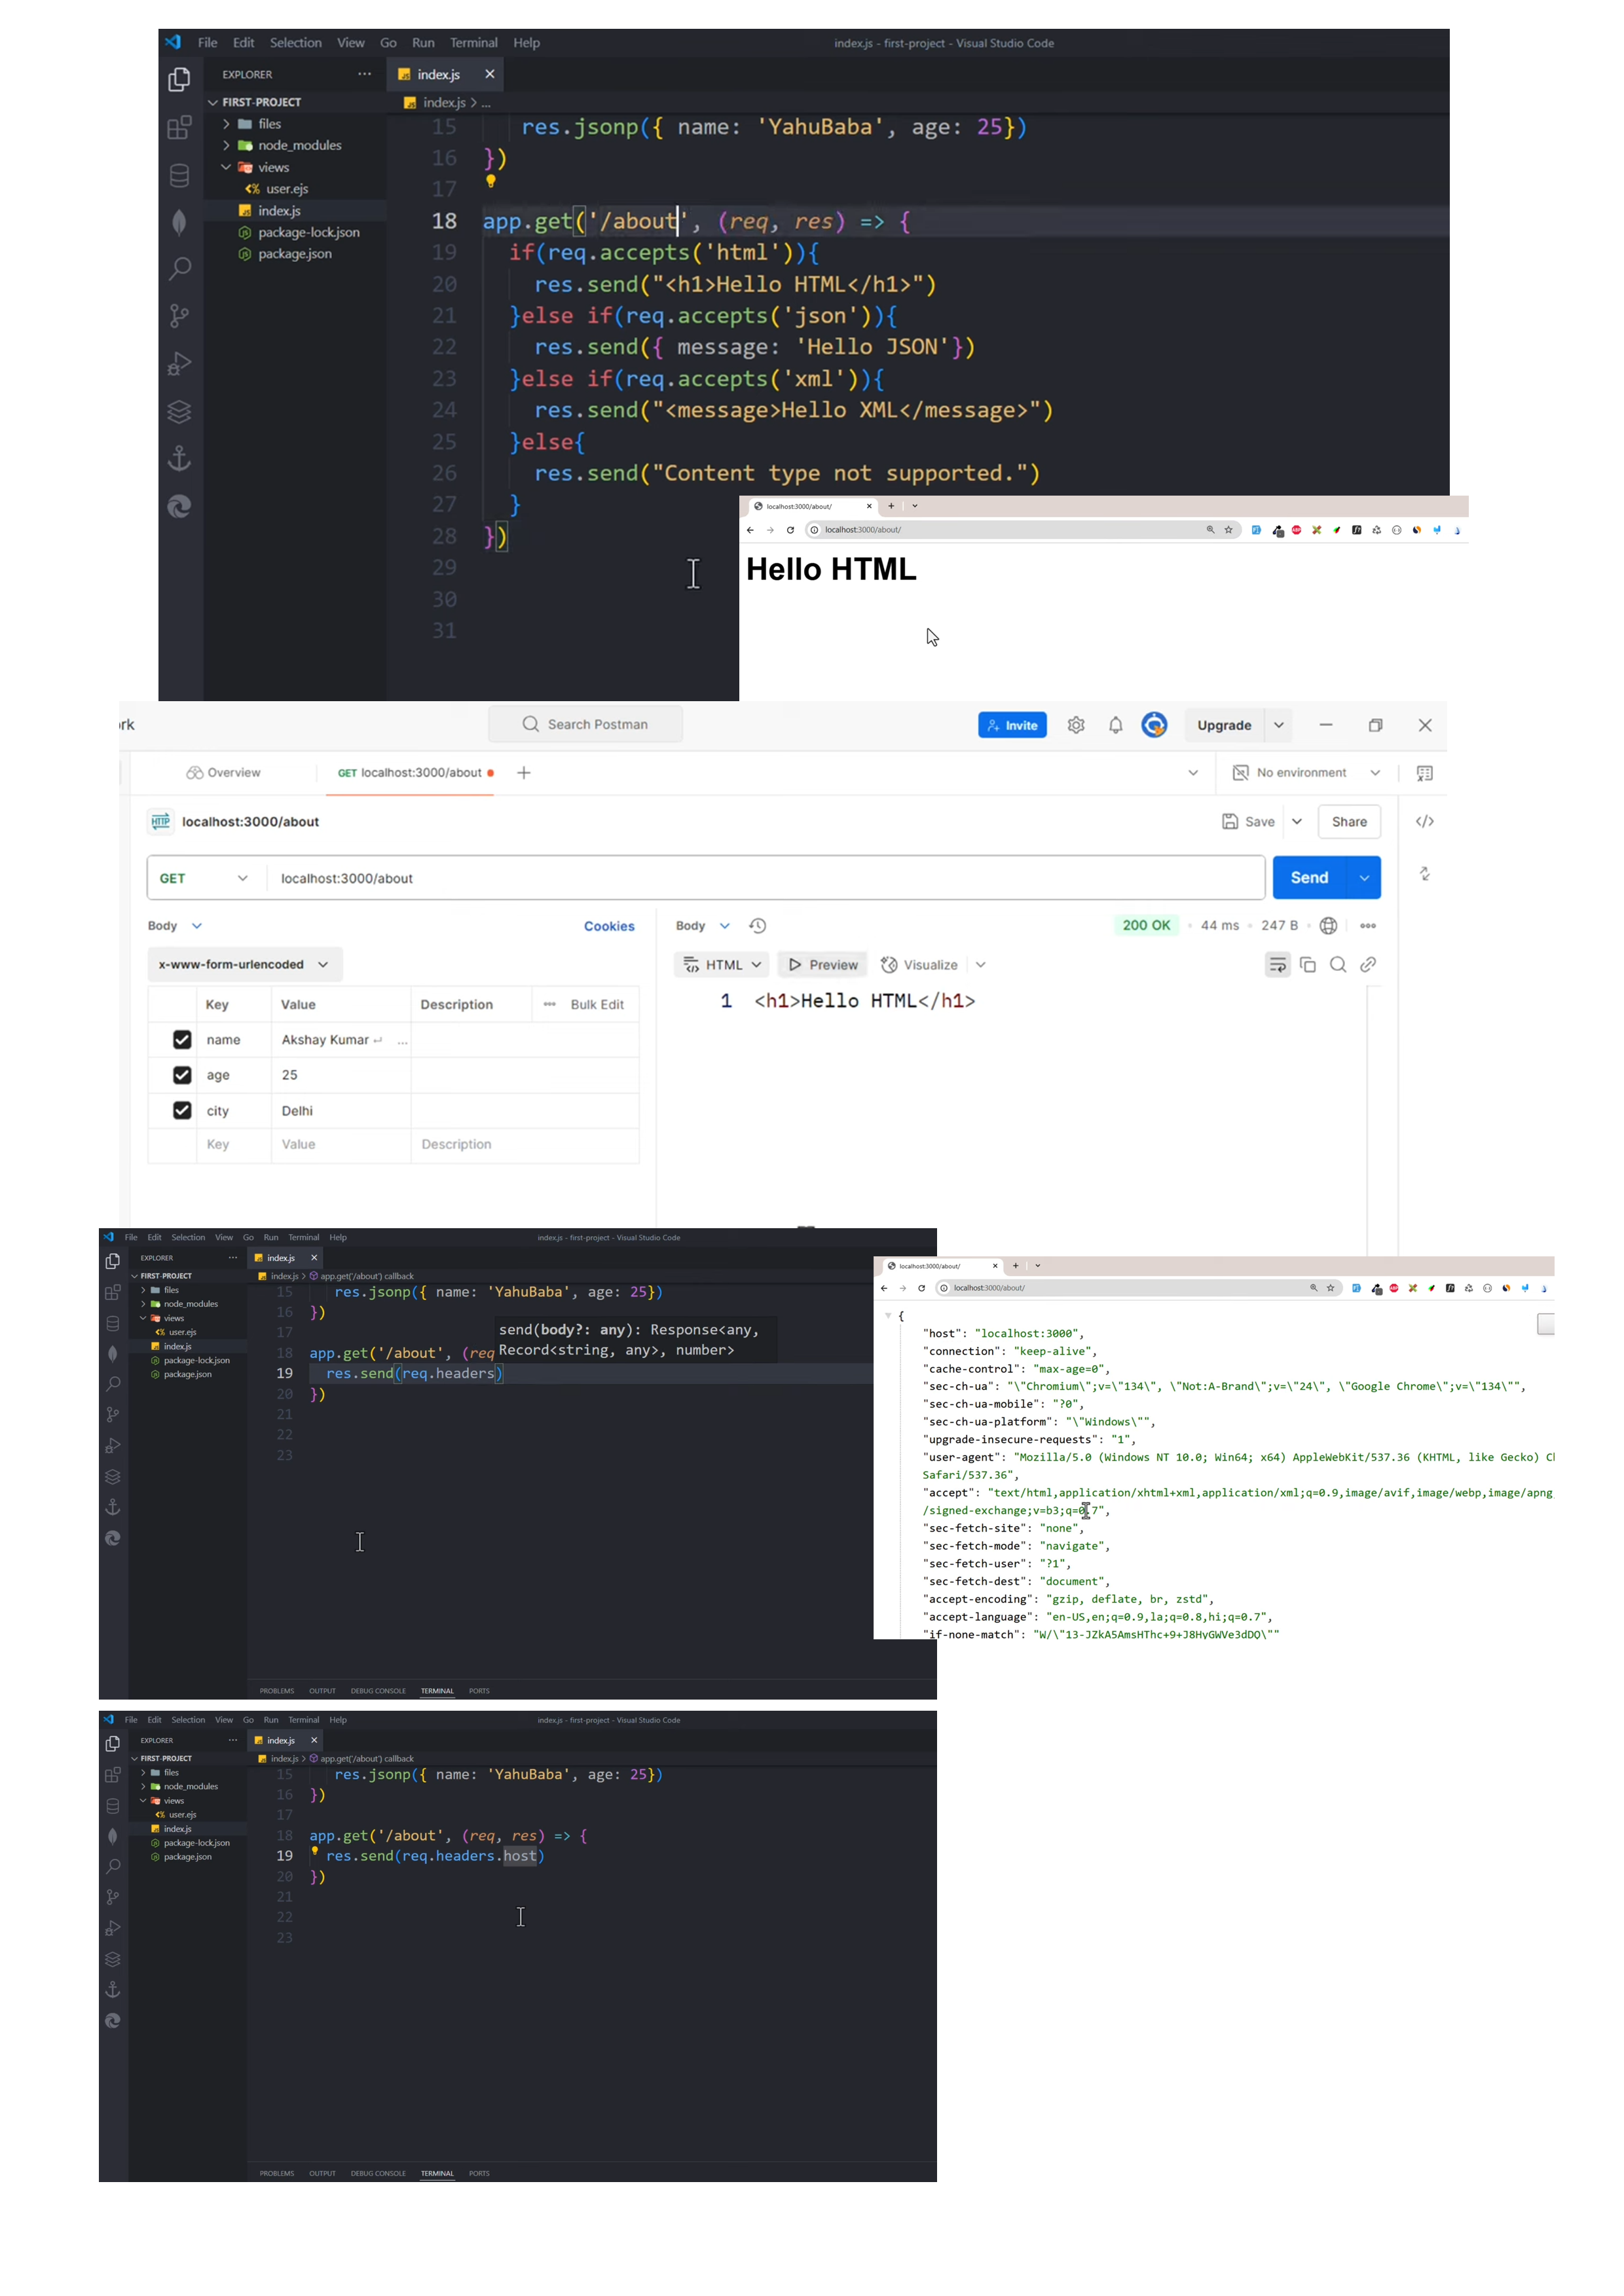 File Edit Selection View Go Run Terminal Help
index.js - first-project - Visual Studio Code
EXPLORER
index.js
FIRST-PROJECT
index.js > ...
files
node_modules
views
user.ejs
index.js
package-lock.json
package.json
15 res.jsonp({ name: 'YahuBaba', age: 25})
16 })
17
18 app.get('/about', (req, res) => {
19 if(req.accepts('html')){
20 res.send("<h1>Hello HTML</h1>")
21 }else if(req.accepts('json')){
22 res.send({ message: 'Hello JSON'})
23 }else if(req.accepts('xml')){
24 res.send("<message>Hello XML</message>")
25 }else{
26 res.send("Content type not supported.")
27 }
28 })
29
30
31
localhost:3000/about/
localhost:3000/about/
Hello HTML
rk
Search Postman
Invite
Upgrade
Overview
GET localhost:3000/about
No environment
HTTP localhost:3000/about
Save
Share
GET
localhost:3000/about
Send
Body
Cookies
Body
200 OK 44 ms 247 B
x-www-form-urlencoded
HTML
Preview
Visualize
Key Value Description Bulk Edit
1 <h1>Hello HTML</h1>
name Akshay Kumar
age 25
city Delhi
Key Value Description
File Edit Selection View Go Run Terminal Help
index.js - first-project - Visual Studio Code
EXPLORER
index.js
FIRST-PROJECT
index.js > app.get('/about') callback
files
node_modules
views
user.ejs
index.js
package-lock.json
package.json
15 res.jsonp({ name: 'YahuBaba', age: 25})
16 })
17
send(body?: any): Response<any,
Record<string, any>, number>
18 app.get('/about', (req
19 res.send(req.headers)
20 })
21
22
23
PROBLEMS OUTPUT DEBUG CONSOLE TERMINAL PORTS
localhost:3000/about/
localhost:3000/about/
{
"host": "localhost:3000",
"connection": "keep-alive",
"cache-control": "max-age=0",
"sec-ch-ua": "\"Chromium\";v=\"134\", \"Not:A-Brand\";v=\"24\", \"Google Chrome\";v=\"134\"",
"sec-ch-ua-mobile": "?0",
"sec-ch-ua-platform": "\"Windows\"",
"upgrade-insecure-requests": "1",
"user-agent": "Mozilla/5.0 (Windows NT 10.0; Win64; x64) AppleWebKit/537.36 (KHTML, like Gecko)
Safari/537.36",
"accept": "text/html,application/xhtml+xml,application/xml;q=0.9,image/avif,image/webp,image/apng
/signed-exchange;v=b3;q=0.7",
"sec-fetch-site": "none",
"sec-fetch-mode": "navigate",
"sec-fetch-user": "?1",
"sec-fetch-dest": "document",
"accept-encoding": "gzip, deflate, br, zstd",
"accept-language": "en-US,en;q=0.9,la;q=0.8,hi;q=0.7",
"if-none-match": "W/\"13-JZkA5AmsHThc+9+J8HyGWVe3dDQ\""
File Edit Selection View Go Run Terminal Help
index.js - first-project - Visual Studio Code
EXPLORER
index.js
FIRST-PROJECT
index.js > app.get('/about') callback
files
node_modules
views
user.ejs
index.js
package-lock.json
package.json
15 res.jsonp({ name: 'YahuBaba', age: 25})
16 })
17
18 app.get('/about', (req, res) => {
19 res.send(req.headers.host)
20 })
21
22
23
PROBLEMS OUTPUT DEBUG CONSOLE TERMINAL PORTS